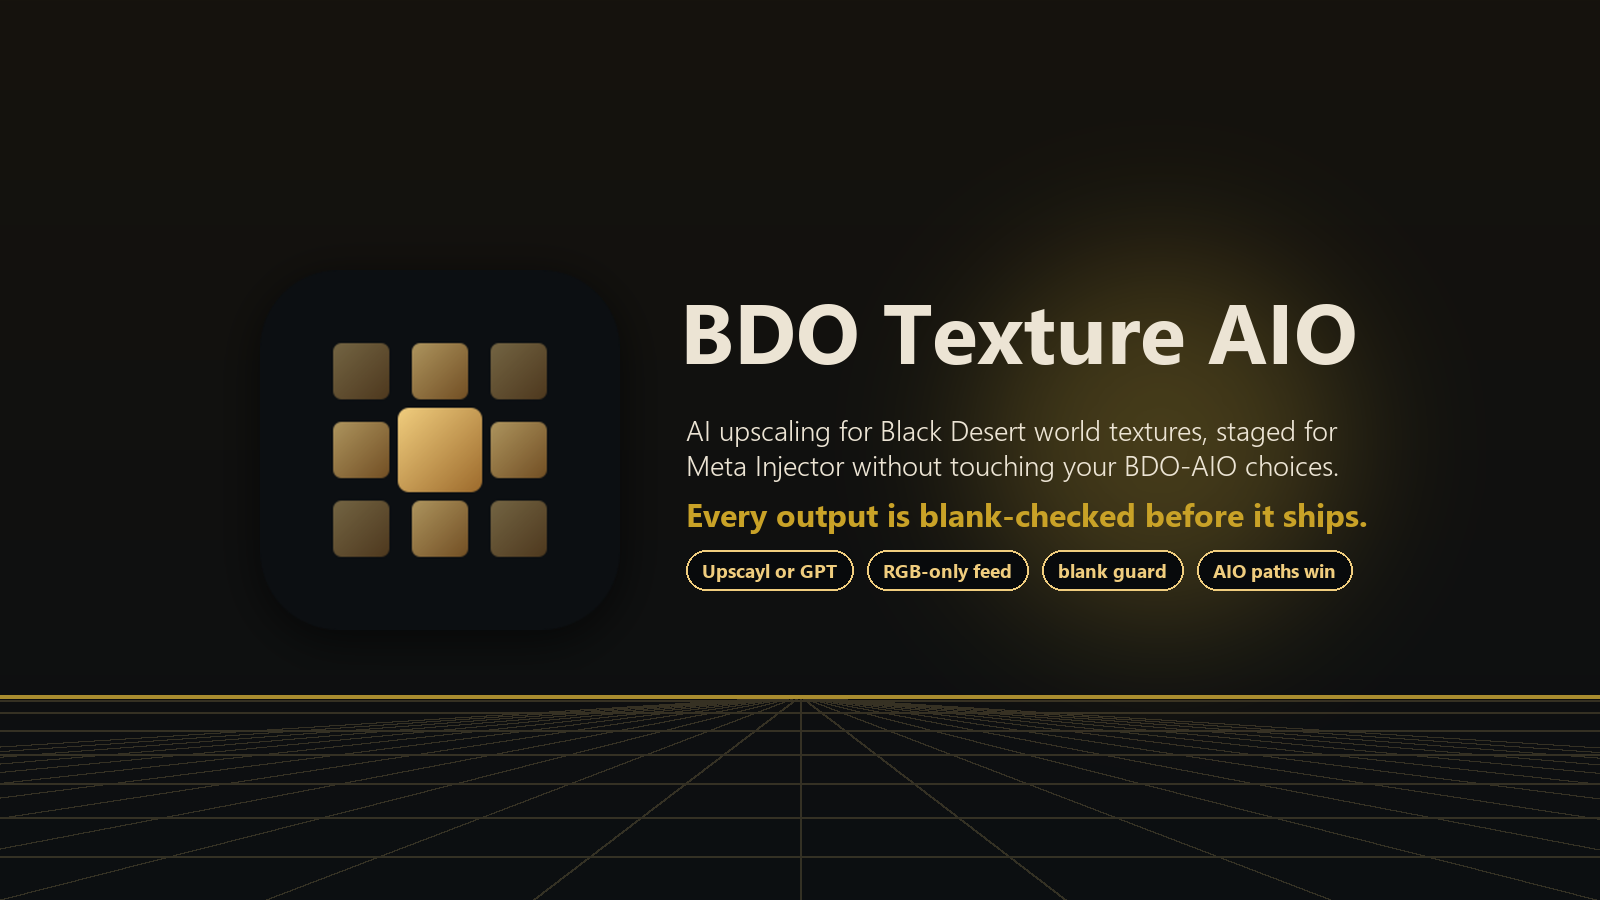 BDO Texture AIO
AI upscaling for Black Desert world textures, staged for
Meta Injector without touching your BDO-AIO choices.
Every output is blank-checked before it ships.
Upscayl or GPT
RGB-only feed
blank guard
AIO paths win